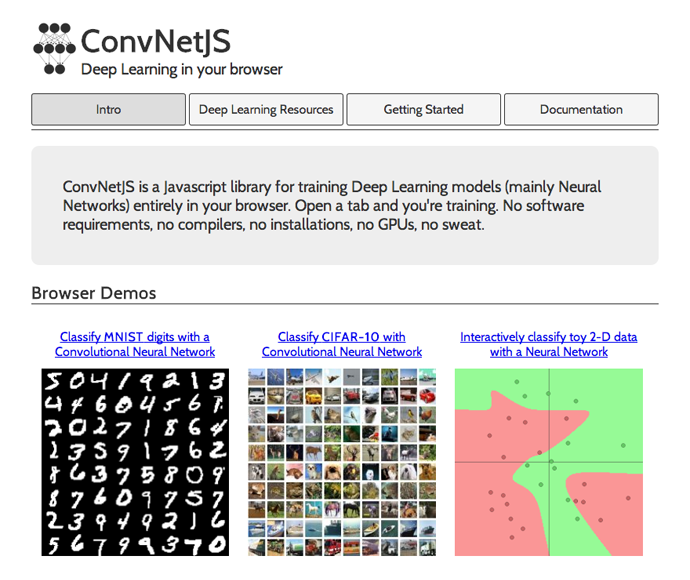 ConvNetJS
Deep Learning in your browser
Intro
Deep Learning Resources
Getting Started
Documentation
ConvNetJS is a Javascript library for training Deep Learning models (mainly Neural
Networks) entirely in your browser. Open a tab and you're training. No software
requirements, no compilers, no installations, no GPUs, no sweat.
Browser Demos
Classify MNIST digits with a
Convolutional Neural Network
Classify CIFAR-10 with
Convolutional Neural Network
Interactively classify toy 2-D data
with a Neural Network
5 0 4 1 9 2 1 3
4 4 6 0 4 5 6 1
2 0 2 7 1 8 6 4
2 3 5 9 1 7 6 2
8 6 3 7 5 8 0 9
8 7 6 0 9 7 5 7
2 3 9 4 9 2 1 6
5 6 7 9 9 3 7 0